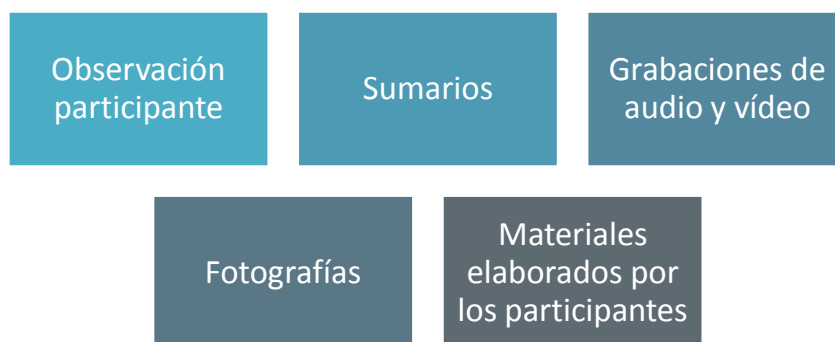 Observación
participante
Sumarios
Grabaciones de
audio y vídeo
Fotografías
Materiales
elaborados por
los participantes